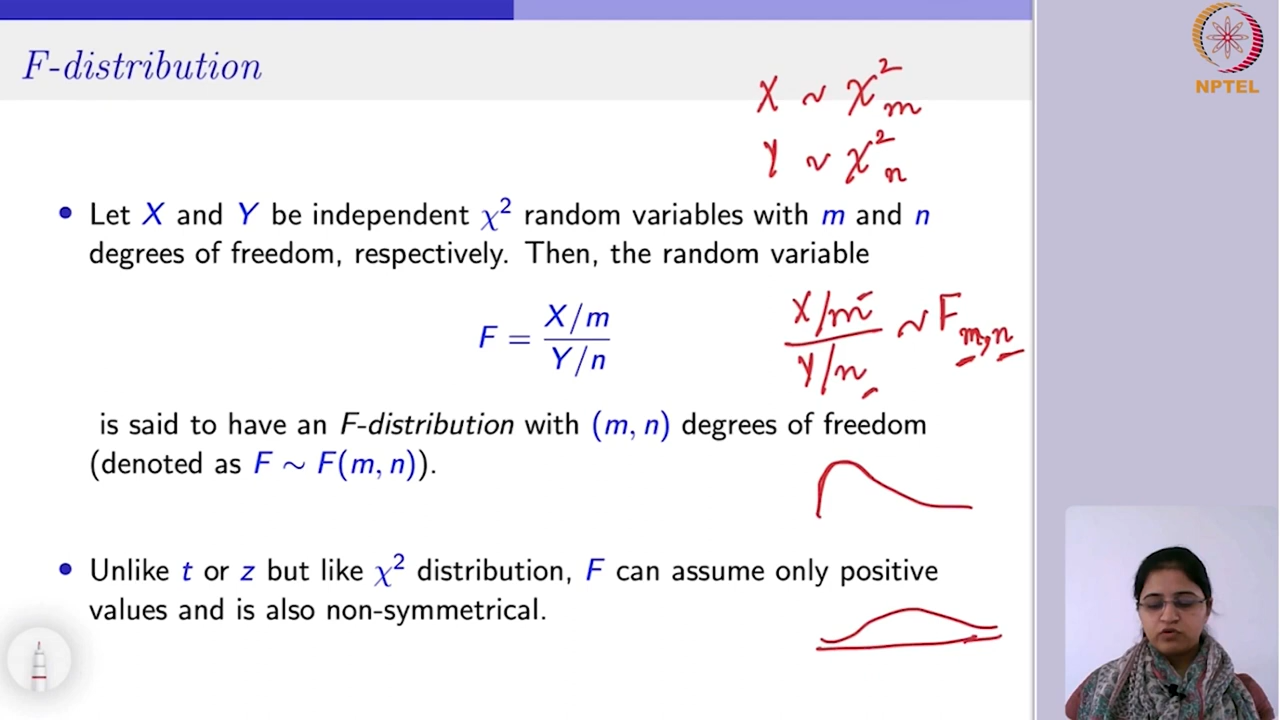 F-distribution
NPTEL
X ~ χ²ₘ
Y ~ χ²ₙ
• Let X and Y be independent χ² random variables with m and n
degrees of freedom, respectively. Then, the random variable
F = (X/m)/(Y/n)
(X/m)/(Y/n) ~ F m,n
is said to have an F-distribution with (m, n) degrees of freedom
(denoted as F ∼ F(m, n)).
• Unlike t or z but like χ² distribution, F can assume only positive
values and is also non-symmetrical.